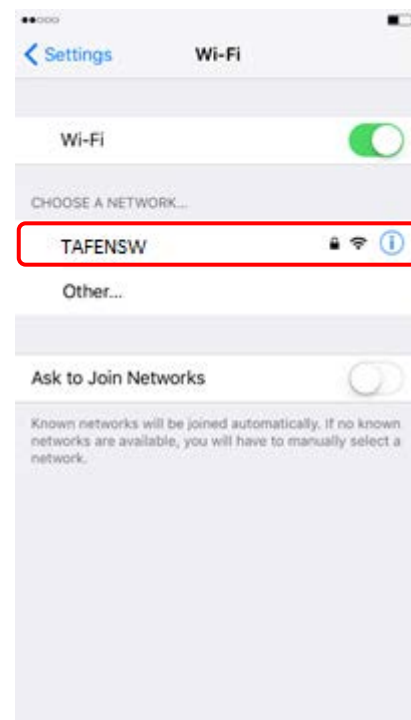 Settings
Wi-Fi
Wi-Fi
CHOOSE A NETWORK...
TAFENSW
Other...
Ask to Join Networks
Known networks will be joined automatically. If no known
networks are available, you will have to manually select a
network.